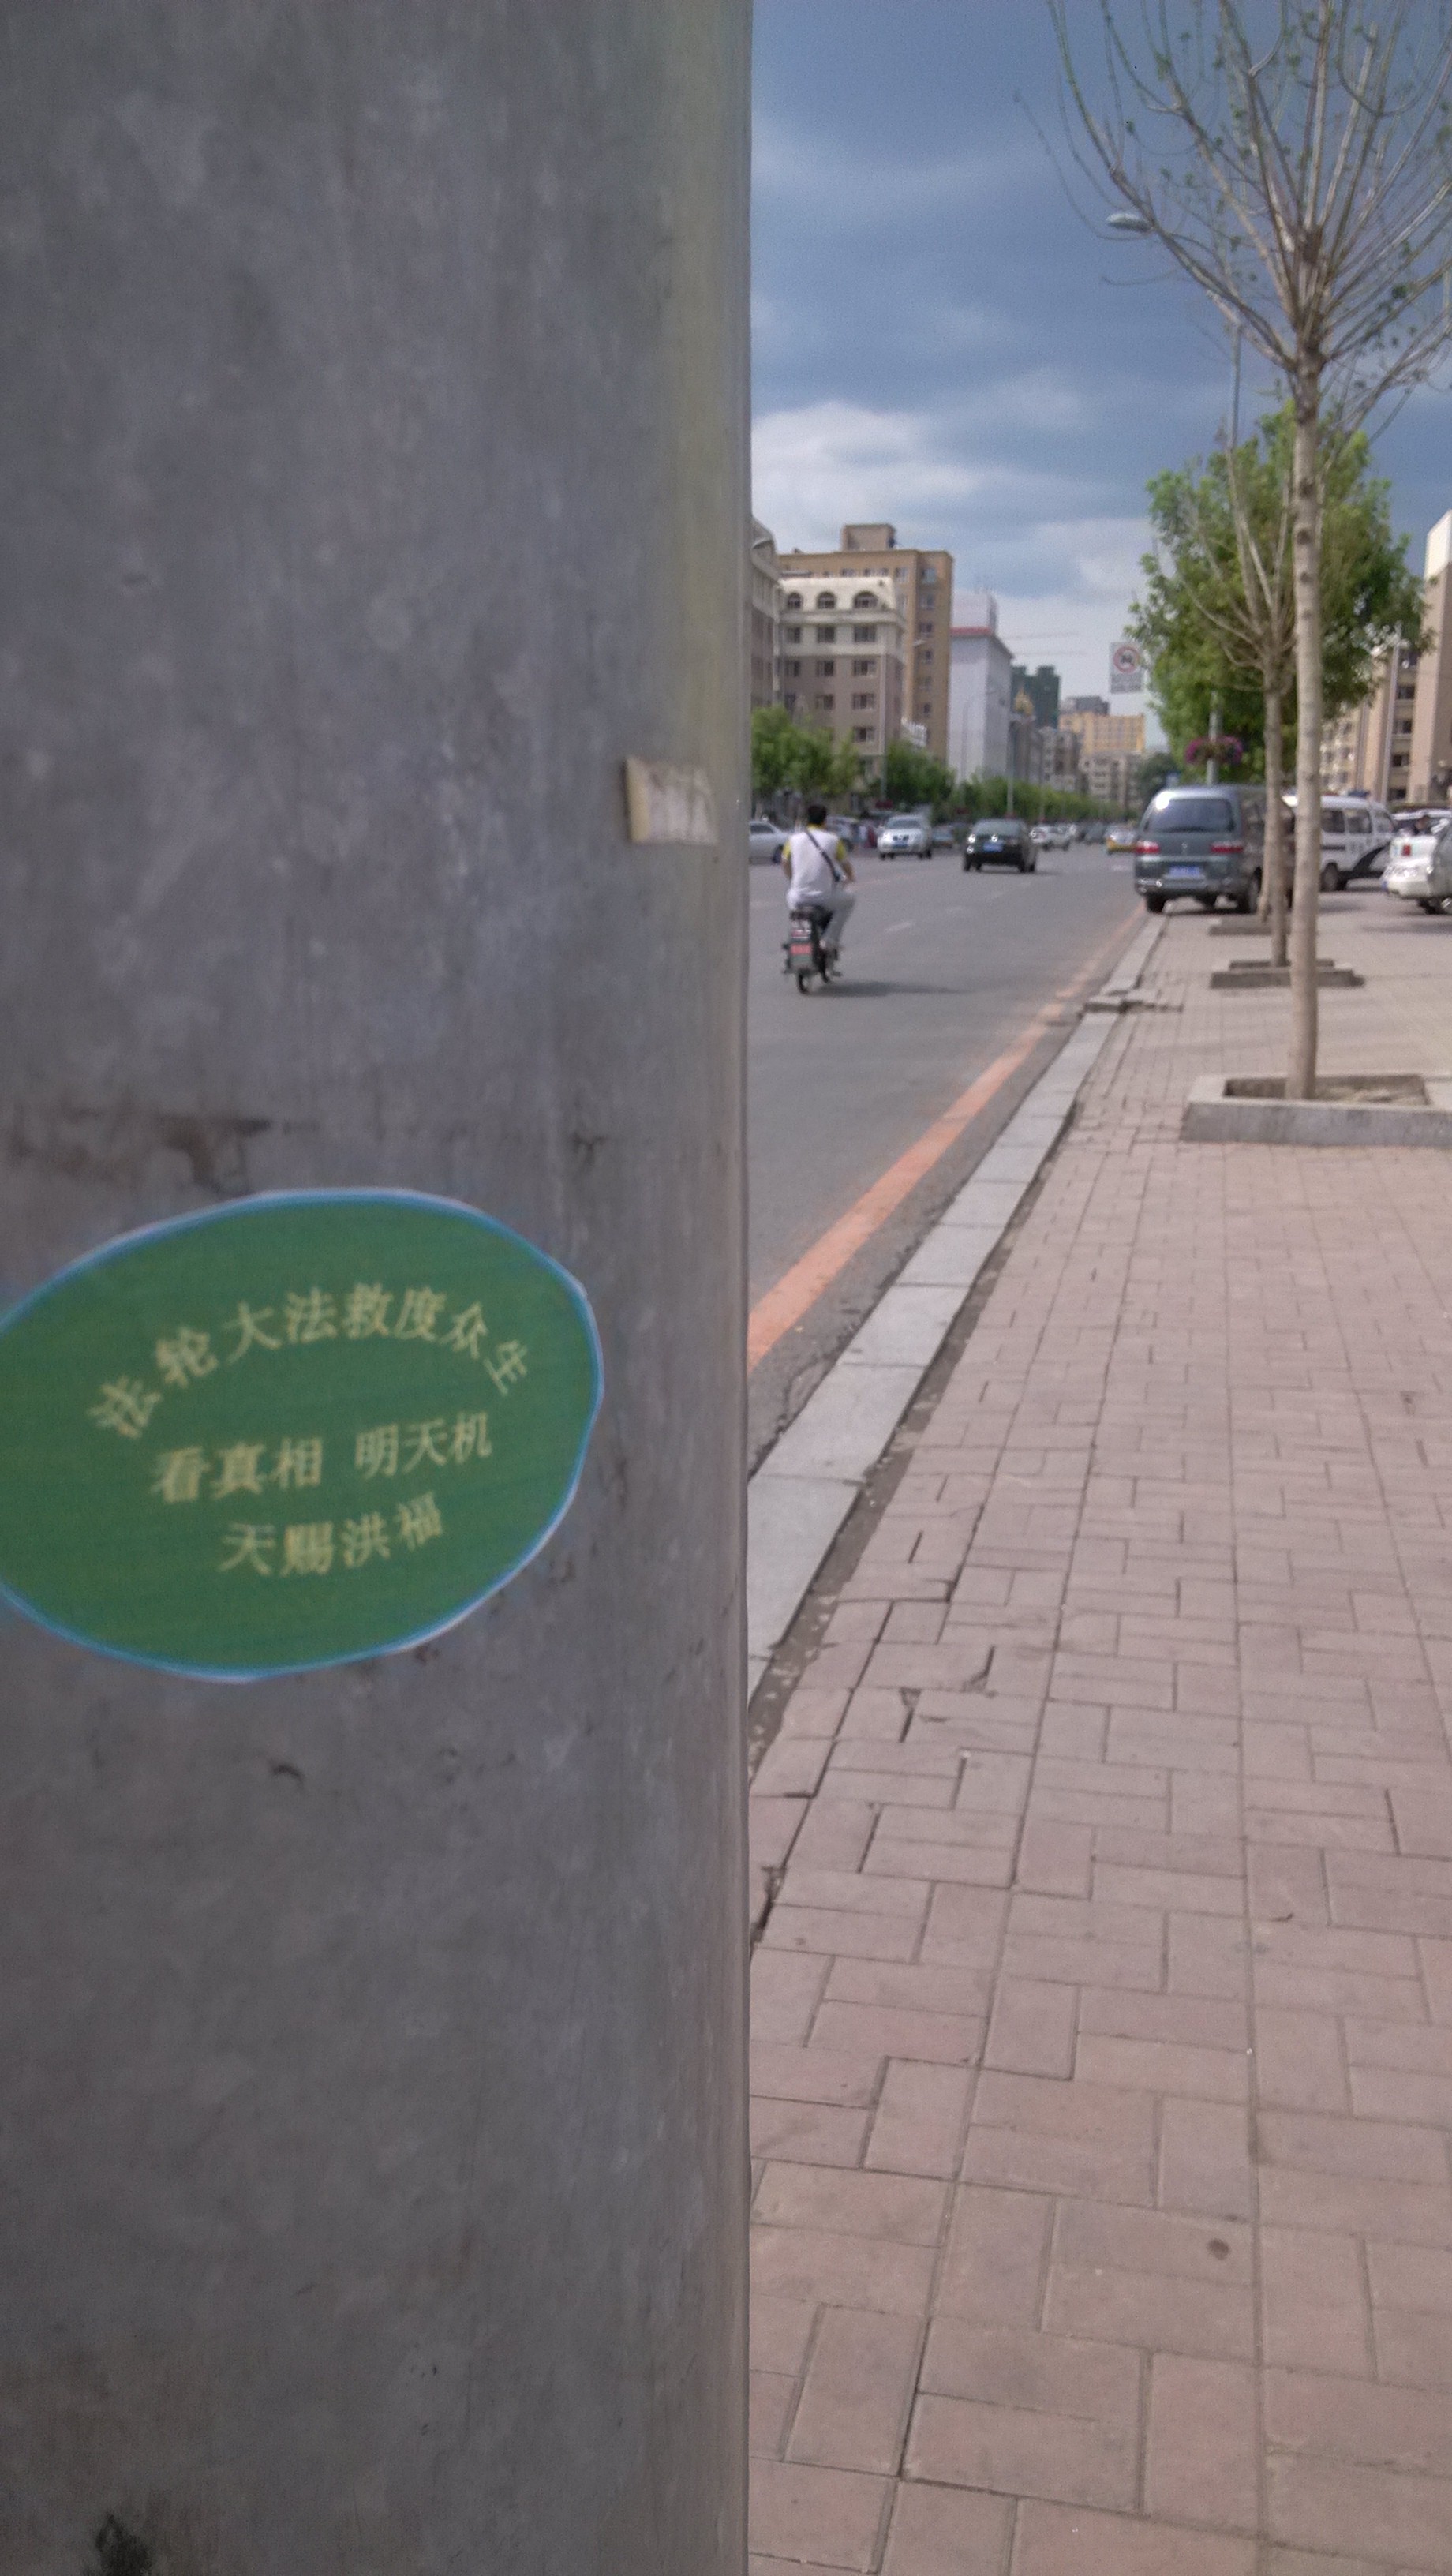 法轮大法救度众生
看真相 明天机
天赐洪福